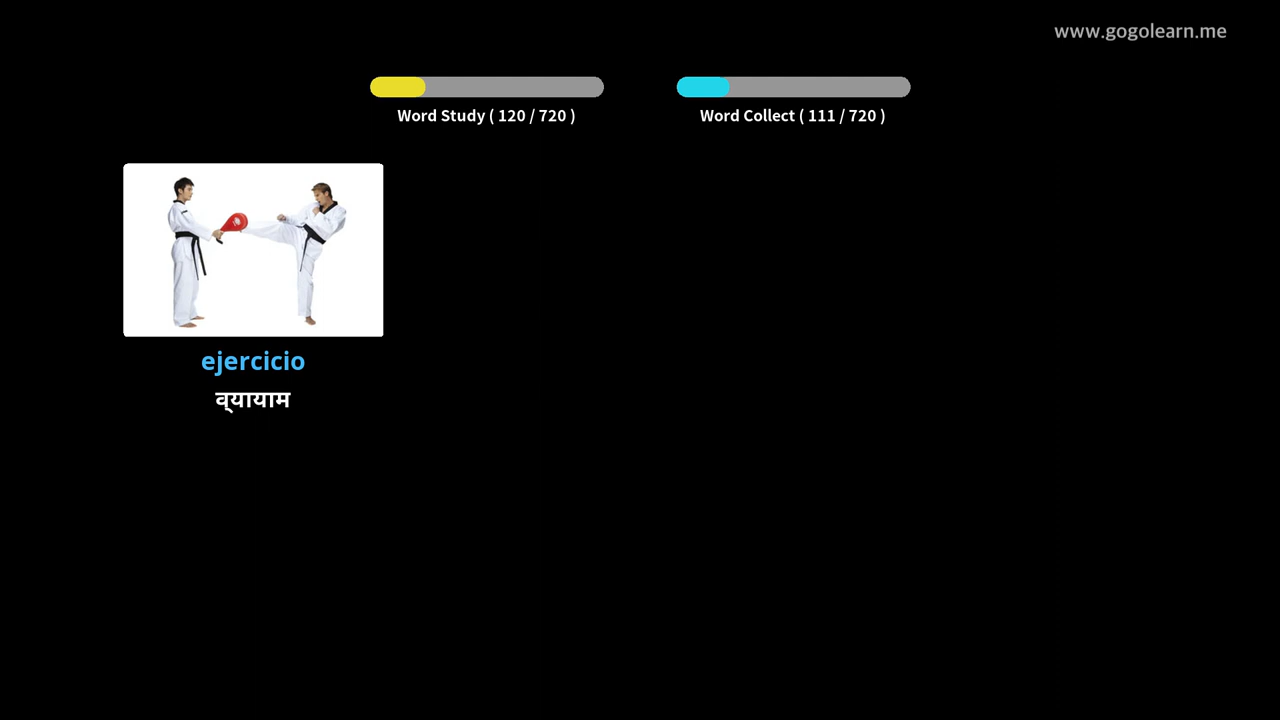 www.gogolearn.me
Word Study ( 120 / 720 )
Word Collect ( 111 / 720 )
ejercicio
व्यायाम